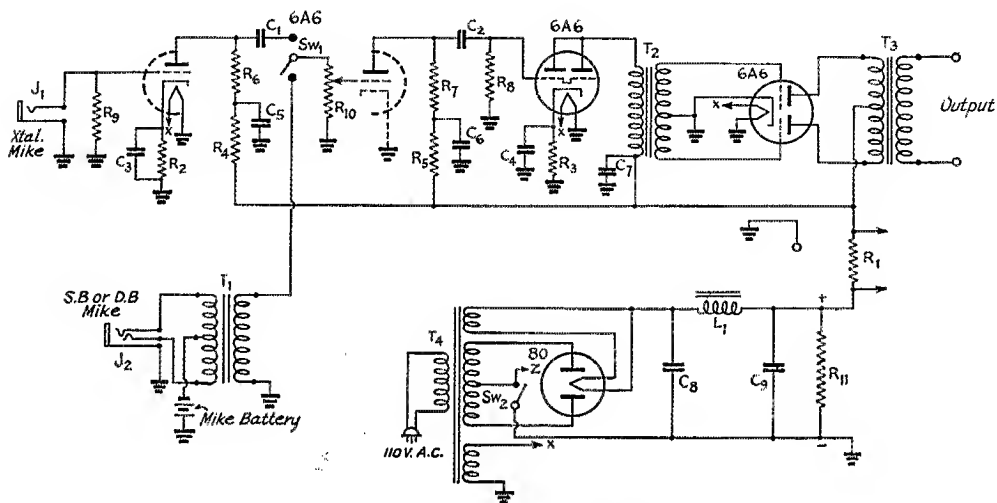 C1
6A6
Sw1
J1
Xtal.
Mike
R9
C3
R2
X
R6
C5
R4
R10
R7
C6
R5
C2
R8
6A6
C4
X
R3
C7
T2
6A6
X
T3
Output
R1
S.B or D.B
Mike
J2
T1
Mike Battery
T4
110V. A.C.
80
Z
Sw2
X
L1
C8
C9
+
R11
-